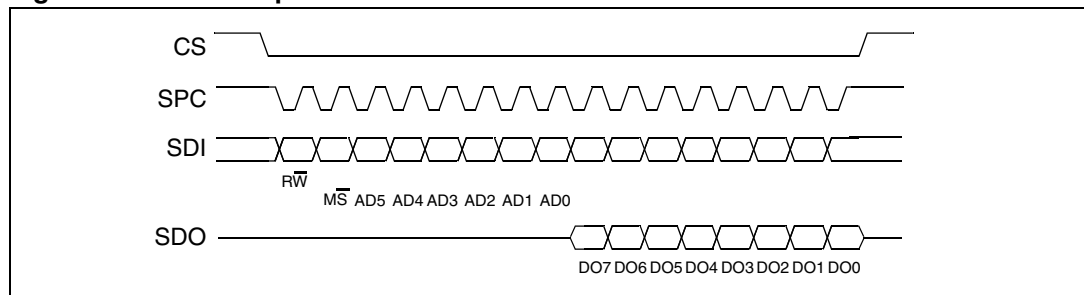 CS
SPC
SDI
RW̅
MS̅ AD5 AD4 AD3 AD2 AD1 AD0
SDO
DO7 DO6 DO5 DO4 DO3 DO2 DO1 DO0